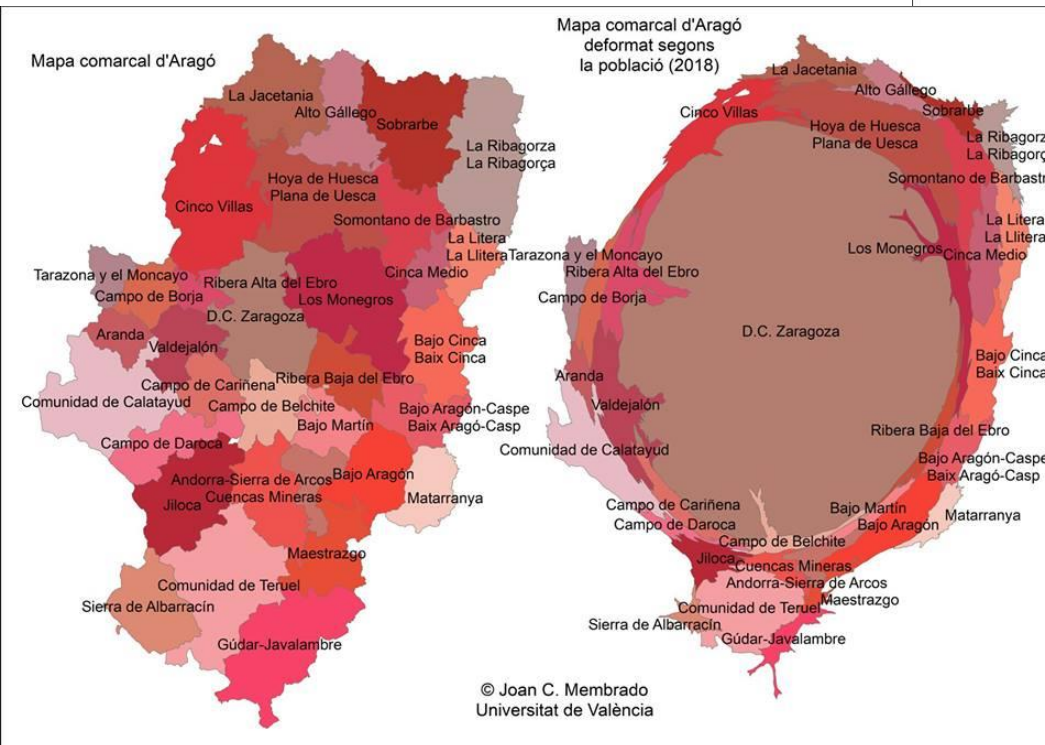 Mapa comarcal d'Aragó
La Jacetania
Alto Gállego
Sobrarbe
La Ribagorza
La Ribagorça
Hoya de Huesca
Plana de Uesca
Cinco Villas
Somontano de Barbastro
La Litera
La Llitera
Tarazona y el Moncayo
Cinca Medio
Ribera Alta del Ebro
Campo de Borja
Los Monegros
D.C. Zaragoza
Aranda
Valdejalón
Bajo Cinca
Baix Cinca
Ribera Baja del Ebro
Campo de Cariñena
Comunidad de Calatayud
Campo de Belchite
Bajo Aragón-Caspe
Baix Aragó-Casp
Bajo Martín
Campo de Daroca
Andorra-Sierra de Arcos
Bajo Aragón
Cuencas Mineras
Matarranya
Jiloca
Maestrazgo
Comunidad de Teruel
Sierra de Albarracín
Gúdar-Javalambre
Mapa comarcal d'Aragó
deformat segons
la població (2018)
La Jacetania
Alto Gállego
Cinco Villas
Sobrarbe
Hoya de Huesca
Plana de Uesca
La Ribagorz
La Ribagorç
Somontano de Barbastr
La Litera
La Llitera
Los Monegros
Cinca Medio
Tarazona y el Moncayo
Ribera Alta del Ebro
Campo de Borja
D.C. Zaragoza
Bajo Cinca
Baix Cinca
Aranda
Valdejalón
Ribera Baja del Ebro
Comunidad de Calatayud
Bajo Aragón-Caspe
Baix Aragó-Casp
Campo de Cariñena
Bajo Martín
Matarranya
Campo de Daroca
Bajo Aragón
Campo de Belchite
Jiloca
Cuencas Mineras
Andorra-Sierra de Arcos
Maestrazgo
Comunidad de Teruel
Sierra de Albarracín
Gúdar-Javalambre
© Joan C. Membrado
Universitat de València